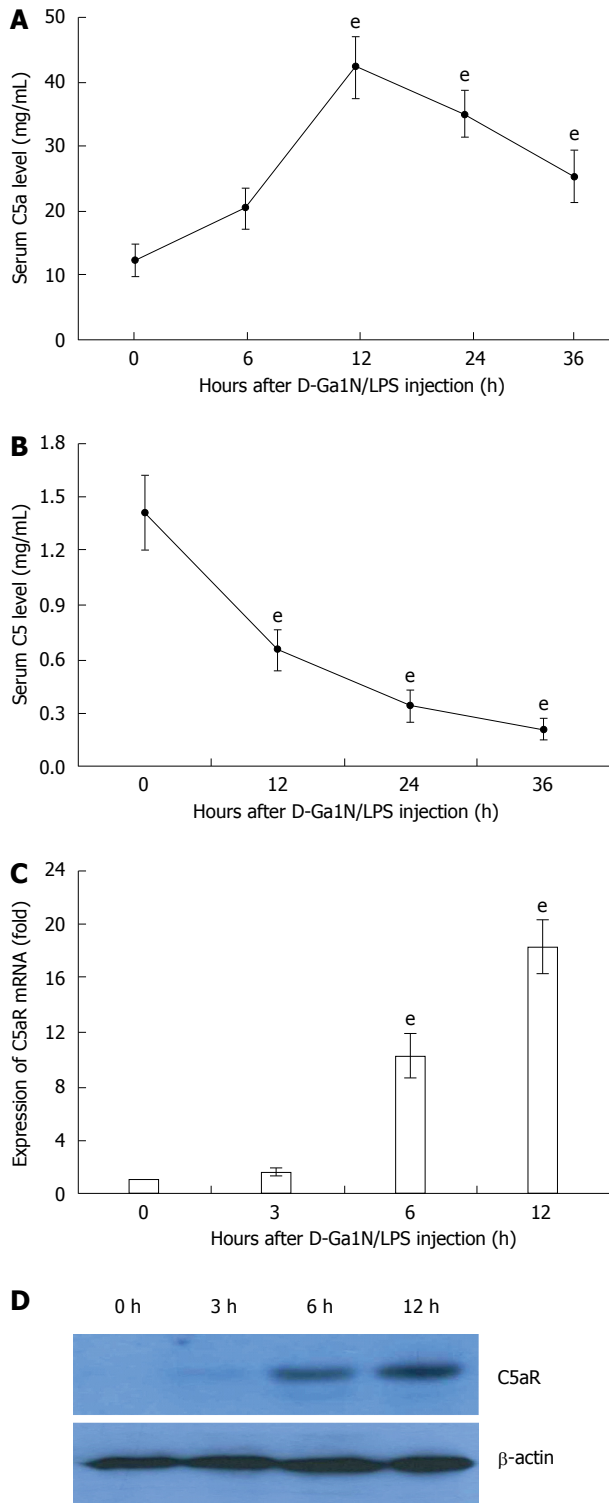 A
Serum C5a level (mg/mL)
50
40
30
20
10
0
e
e
e
0 6 12 24 36
Hours after D-Ga1N/LPS injection (h)
B
Serum C5 level (mg/mL)
1.8
1.5
1.2
0.9
0.6
0.3
0.0
e
e
e
0 12 24 36
Hours after D-Ga1N/LPS injection (h)
C
Expression of C5aR mRNA (fold)
24
20
16
12
8
4
0
e
e
0 3 6 12
Hours after D-Ga1N/LPS injection (h)
D
0 h 3 h 6 h 12 h
C5aR
β-actin